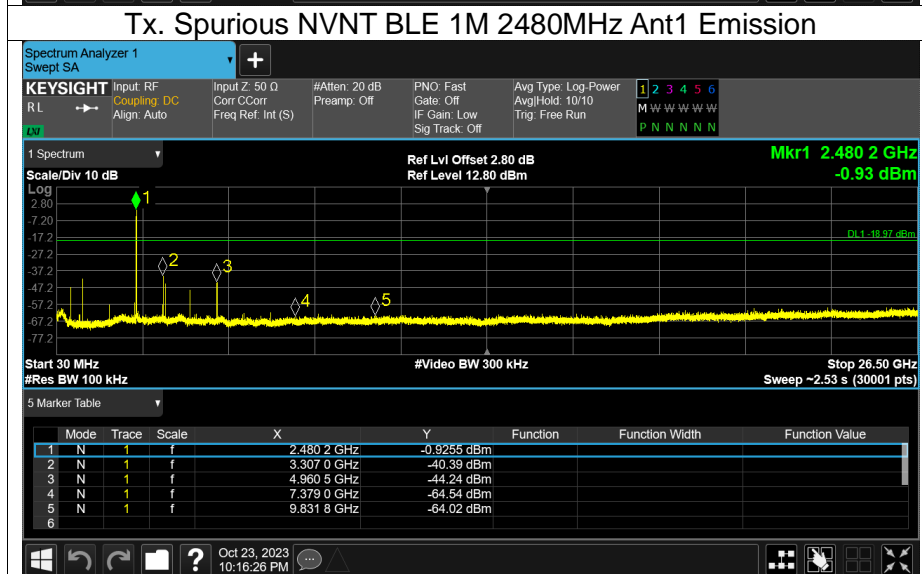 Tx. Spurious NVNT BLE 1M 2480MHz Ant1 Emission
Spectrum Analyzer 1
Swept SA
+
KEYSIGHT Input: RF Input Z: 50 Ω #Atten: 20 dB PNO: Fast Avg Type: Log-Power 1 2 3 4 5 6
R L Coupling: DC Corr CCorr Preamp: Off Gate: Off Avg|Hold: 10/10 M W W W W W
Align: Auto Freq Ref: Int (S) IF Gain: Low Trig: Free Run
LXI Sig Track: Off P N N N N N
1 Spectrum Ref Lvl Offset 2.80 dB Mkr1 2.480 2 GHz
Scale/Div 10 dB Ref Level 12.80 dBm -0.93 dBm
Log
2.80 1
-7.20
-17.2 DL1 -18.97 dBm
-27.2 2
-37.2 3
-47.2
-57.2 4 5
-67.2
-77.2
Start 30 MHz #Video BW 300 kHz Stop 26.50 GHz
#Res BW 100 kHz Sweep ~2.53 s (30001 pts)
5 Marker Table
Mode Trace Scale X Y Function Function Width Function Value
1 N 1 f 2.480 2 GHz -0.9255 dBm
2 N 1 f 3.307 0 GHz -40.39 dBm
3 N 1 f 4.960 5 GHz -44.24 dBm
4 N 1 f 7.379 0 GHz -64.54 dBm
5 N 1 f 9.831 8 GHz -64.02 dBm
6
? Oct 23, 2023
10:16:26 PM